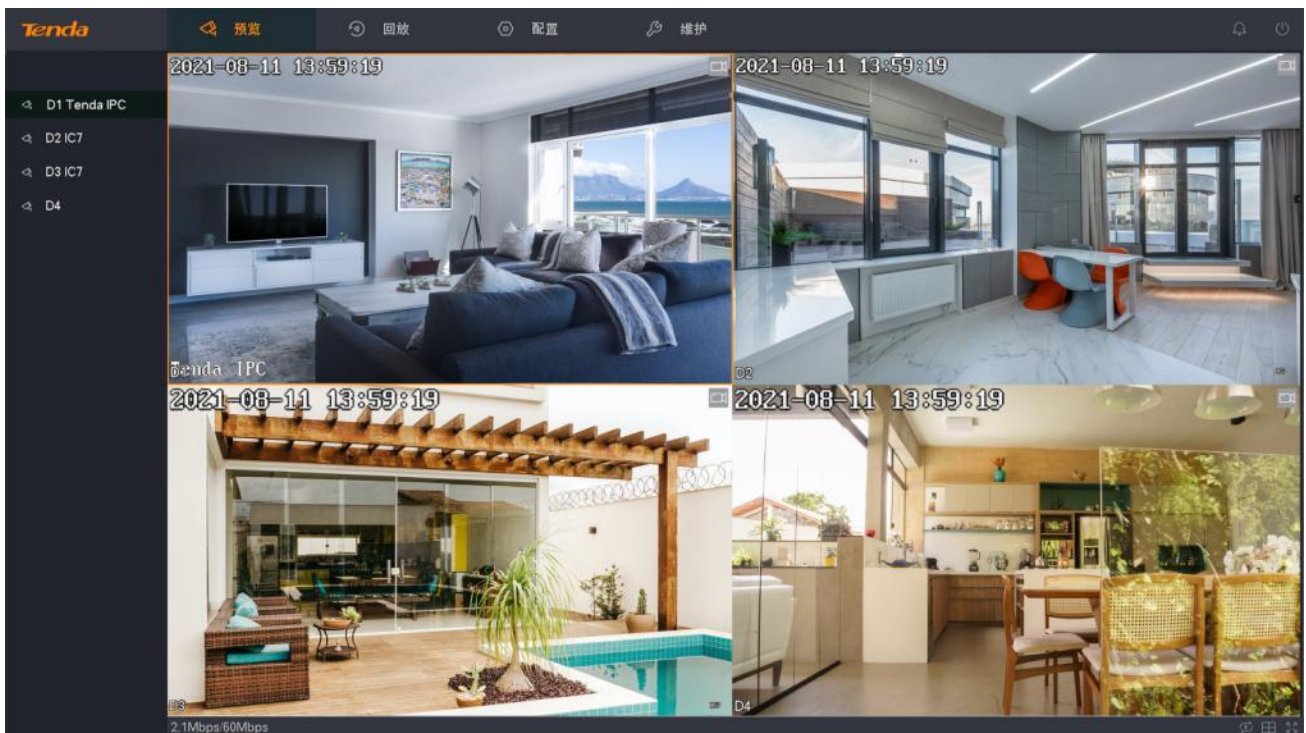 Tenda 预览 回放 配置 维护
D1 Tenda IPC
D2 IC7
D3 IC7
D4
2021-08-11 13:59:19
2021-08-11 13:59:19
Tenda IPC
D2
2021-08-11 13:59:19
2021-08-11 13:59:19
D3
D4
2.1Mbps/60Mbps